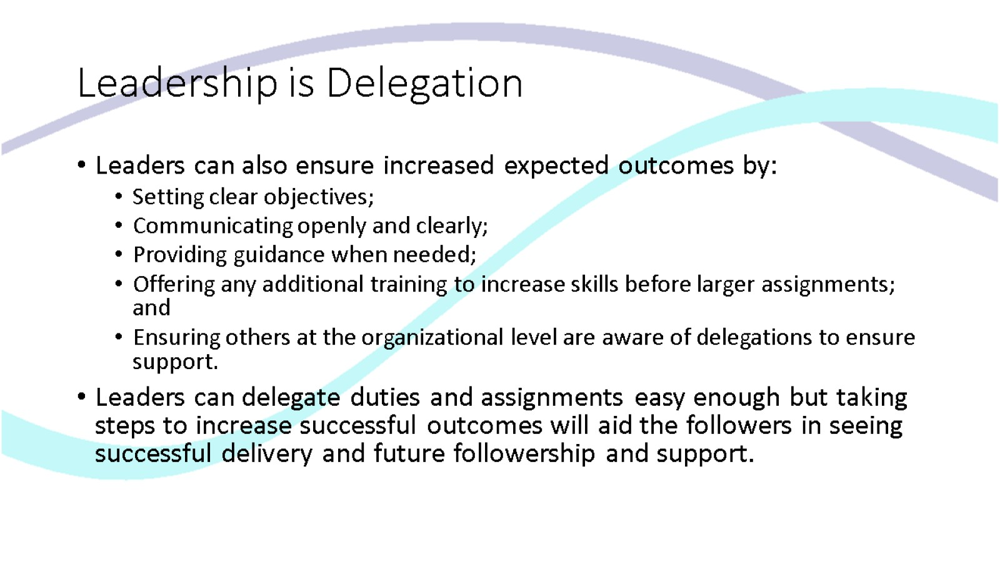 Leadership is Delegation
• Leaders can also ensure increased expected outcomes by:
• Setting clear objectives;
• Communicating openly and clearly;
• Providing guidance when needed;
• Offering any additional training to increase skills before larger assignments;
and
• Ensuring others at the organizational level are aware of delegations to ensure
support.
• Leaders can delegate duties and assignments easy enough but taking
steps to increase successful outcomes will aid the followers in seeing
successful delivery and future followership and support.